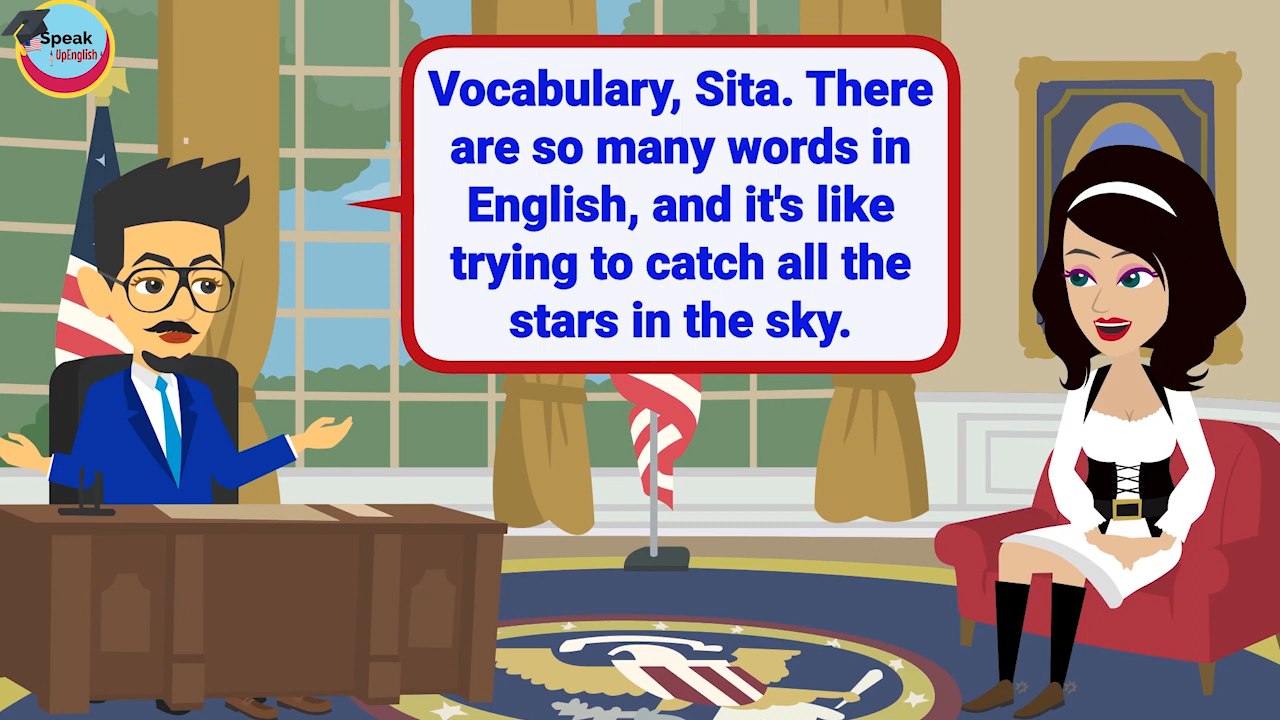 Speak
UpEnglish
Vocabulary, Sita. There
are so many words in
English, and it's like
trying to catch all the
stars in the sky.